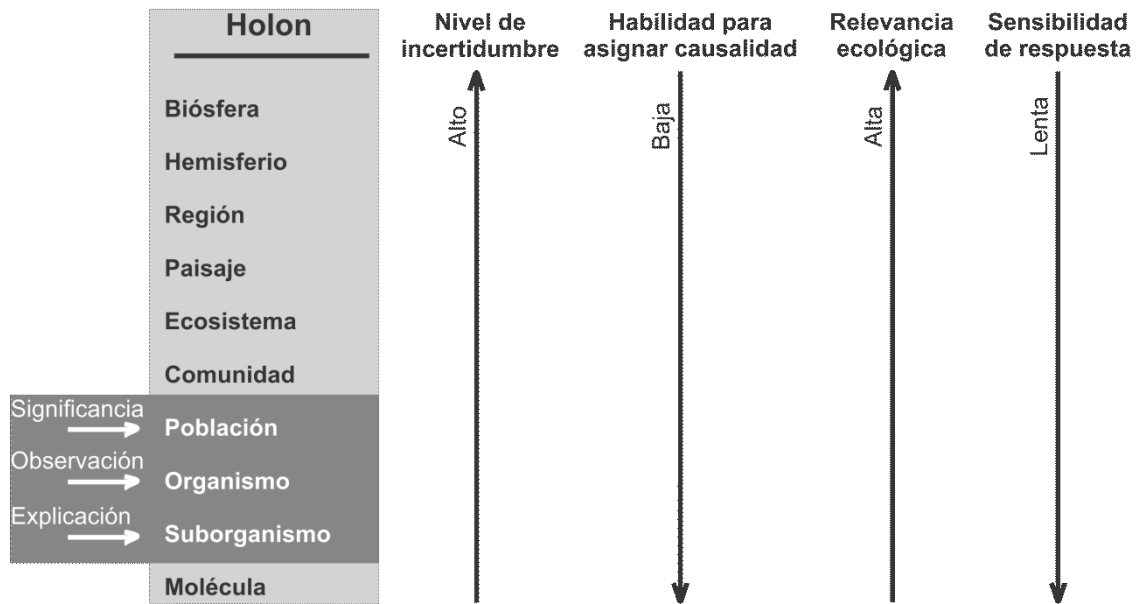 Holon
Nivel de
incertidumbre
Habilidad para
asignar causalidad
Relevancia
ecológica
Sensibilidad
de respuesta
Alto
Baja
Alta
Lenta
Biósfera
Hemisferio
Región
Paisaje
Ecosistema
Comunidad
Significancia
Población
Observación
Organismo
Explicación
Suborganismo
Molécula